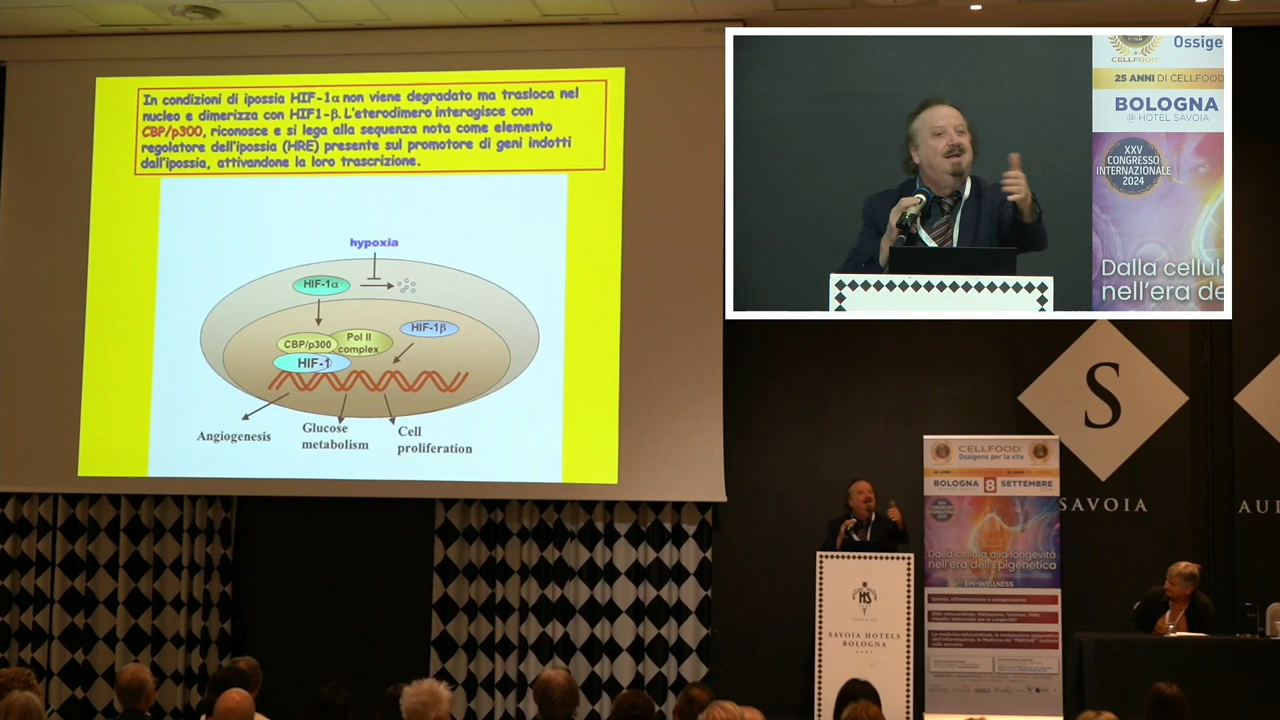 In condizioni di ipossia HIF-1α non viene degradato ma trasloca nel
nucleo e dimerizza con HIF1-β. L'eterodimero interagisce con
CBP/p300, riconosce e si lega alla sequenza nota come elemento
regolatore dell'ipossia (HRE) presente sul promotore di geni indotti
dall'ipossia, attivandone la loro trascrizione.
hypoxia
HIF-1α
HIF-1β
CBP/p300
Pol II
complex
HIF-1
Angiogenesis
Glucose
metabolism
Cell
proliferation
CELLFOOD
Ossige
25 ANNI DI CELLFOOD
BOLOGNA
@ HOTEL SAVOIA
XXV
CONGRESSO
INTERNAZIONALE
2024
Dalla cellula
nell'era de
S
SAVOIA
AU
HS
SAVOIA HOTELS
BOLOGNA
CELLFOOD
Ossigeno per la vita
BOLOGNA 8 SETTEMBRE
Dalla cellula alla longevità
nell'era dell'Epigenetica
EPI-WELLNESS